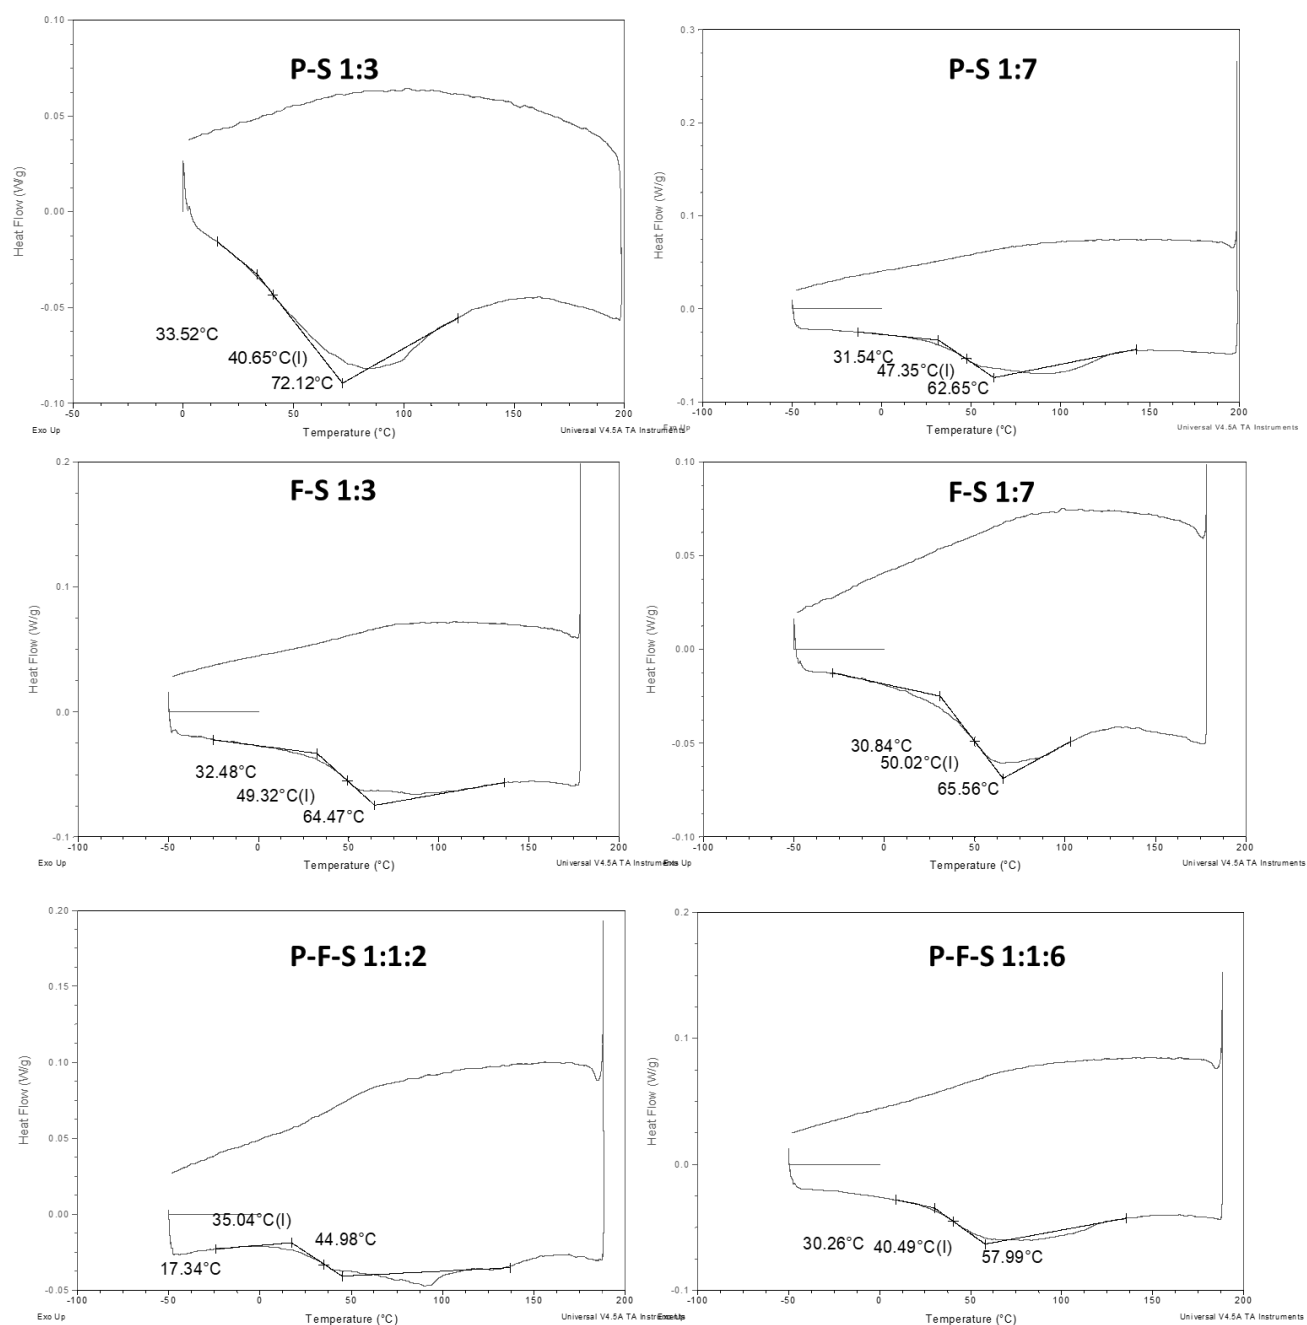 P-S 1:3
0.10
0.05
0.00
-0.05
-0.10
Heat Flow (W/g)
33.52°C
40.65°C(I)
72.12°C
-50
0
50
100
150
200
Exo Up
Temperature (°C)
Universal V4.5A TA Instruments
P-S 1:7
0.3
0.2
0.1
0.0
-0.1
Heat Flow (W/g)
31.54°C
47.35°C(I)
62.65°C
-100
-50
0
50
100
150
200
Exo Up
Temperature (°C)
Universal V4.5A TA Instruments
F-S 1:3
0.2
0.1
0.0
-0.1
Heat Flow (W/g)
32.48°C
49.32°C(I)
64.47°C
-100
-50
0
50
100
150
200
Exo Up
Temperature (°C)
Universal V4.5A TA Instruments
F-S 1:7
0.10
0.05
0.00
-0.05
-0.10
Heat Flow (W/g)
30.84°C
50.02°C(I)
65.56°C
-100
-50
0
50
100
150
200
Exo Up
Temperature (°C)
Universal V4.5A TA Instruments
P-F-S 1:1:2
0.20
0.15
0.10
0.05
0.00
-0.05
Heat Flow (W/g)
35.04°C(I)
44.98°C
17.34°C
-100
-50
0
50
100
150
200
Exo Up
Temperature (°C)
Universal V4.5A TA Instruments
P-F-S 1:1:6
0.2
0.1
0.0
-0.1
Heat Flow (W/g)
30.26°C
40.49°C(I)
57.99°C
-100
-50
0
50
100
150
200
Exo Up
Temperature (°C)
Universal V4.5A TA Instruments